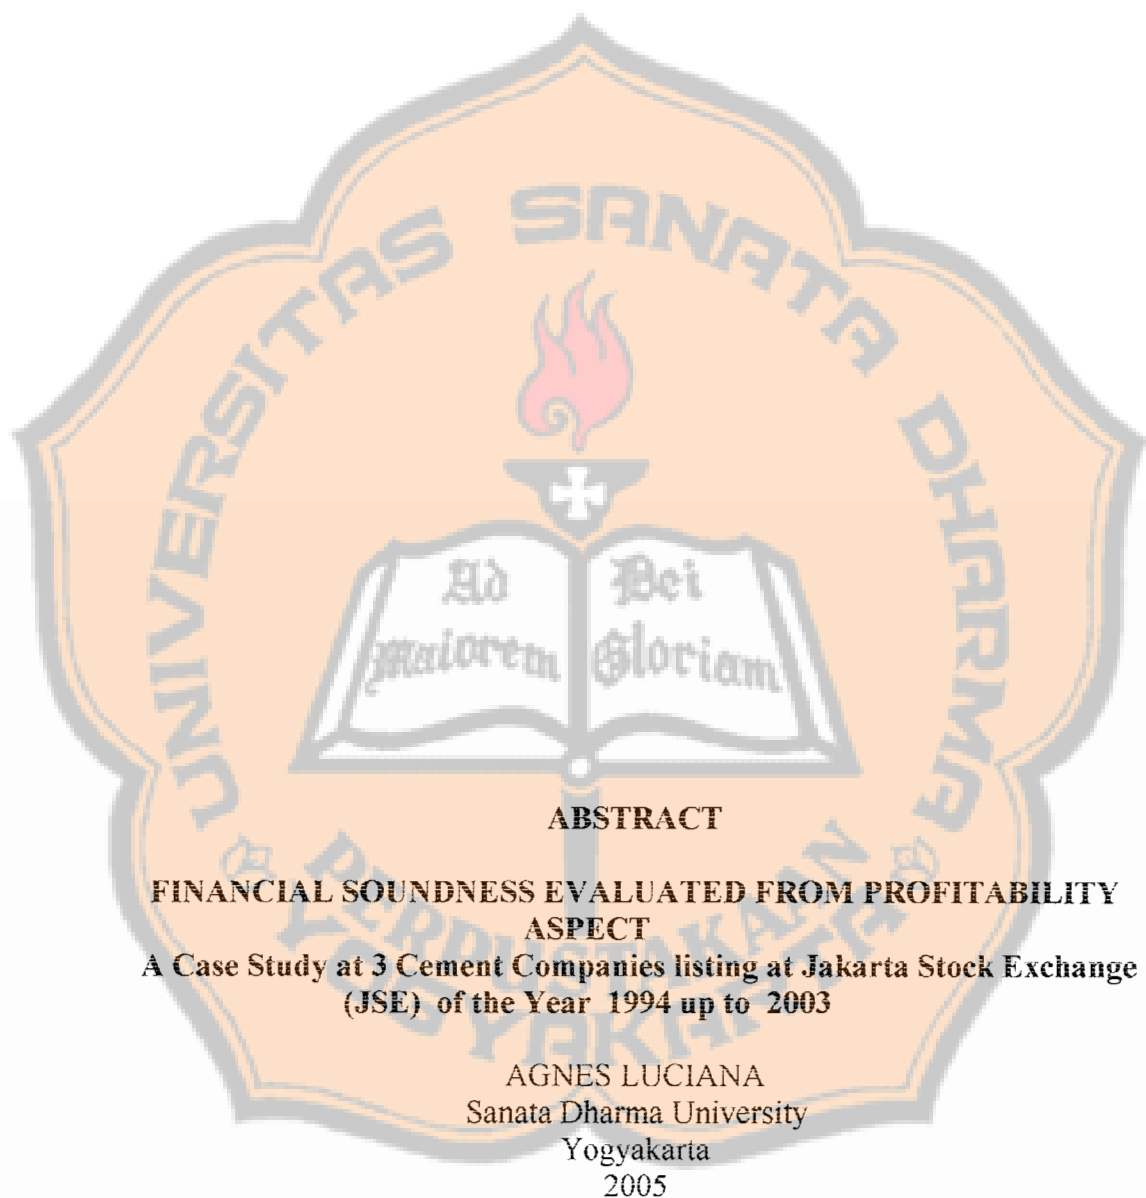 UNIVERSITAS SANATA DHARMA
Ad Dei
maiorem Gloriam
PERPUSTAKAAN
YOGYAKARTA
ABSTRACT
FINANCIAL SOUNDNESS EVALUATED FROM PROFITABILITY
ASPECT
A Case Study at 3 Cement Companies listing at Jakarta Stock Exchange
(JSE) of the Year 1994 up to 2003
AGNES LUCIANA
Sanata Dharma University
Yogyakarta
2005